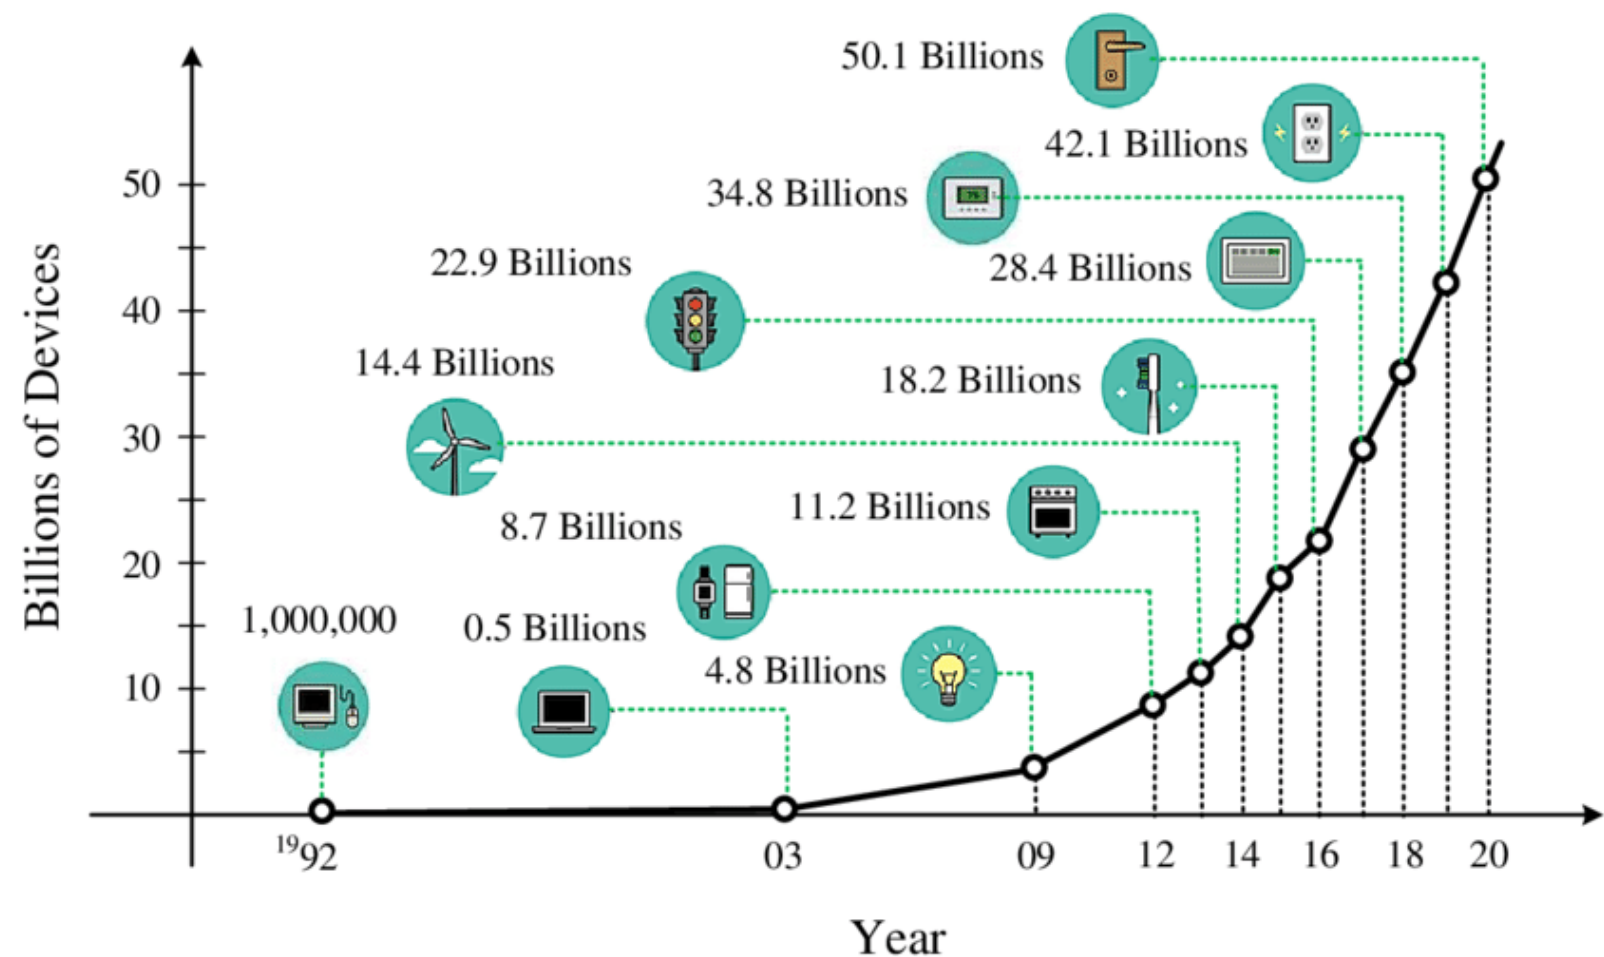 50.1 Billions
42.1 Billions
34.8 Billions
28.4 Billions
22.9 Billions
18.2 Billions
14.4 Billions
11.2 Billions
8.7 Billions
4.8 Billions
0.5 Billions
1,000,000
Billions of Devices
50
40
30
20
10
1992 03 09 12 14 16 18 20
Year